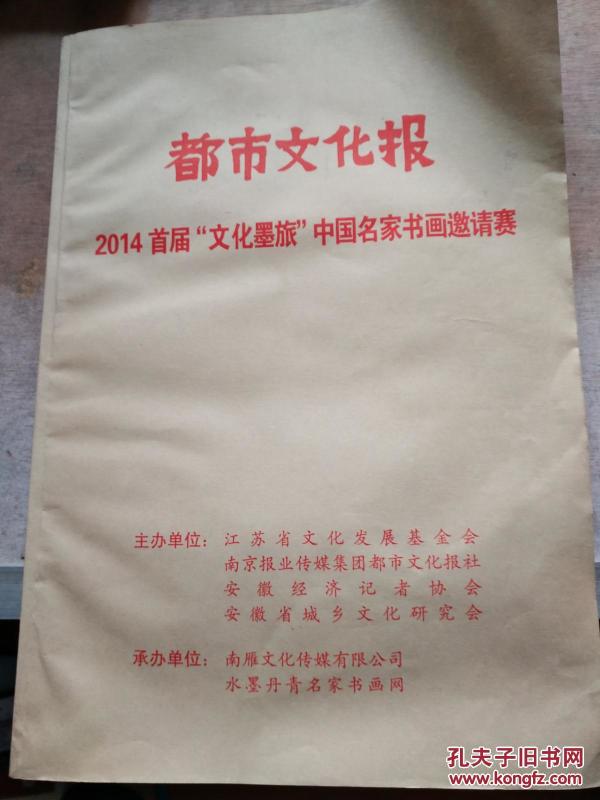 都市文化报
2014首届“文化墨旅”中国名家书画邀请赛
主办单位：江苏省文化发展基金会
南京报业传媒集团都市文化报社
安徽经济记者协会
安徽省城乡文化研究会
承办单位：南雁文化传媒有限公司
水墨丹青名家书画网
孔夫子旧书网
www.kongfz.com